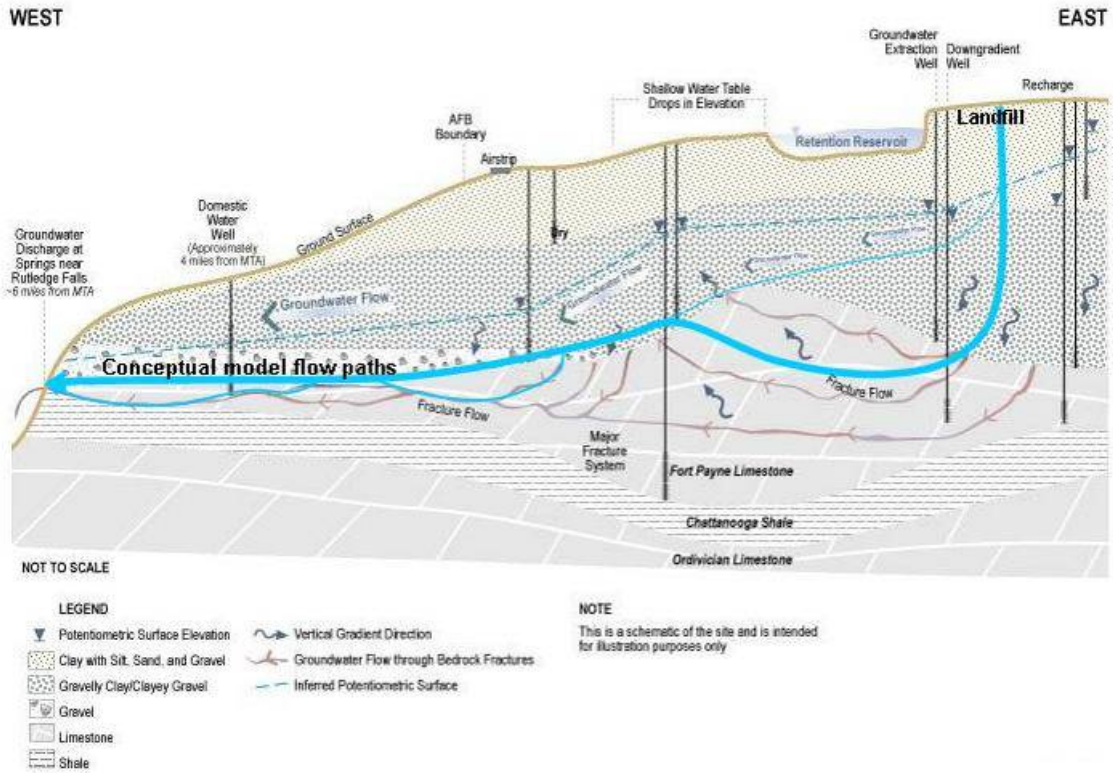 WEST
EAST
Groundwater
Extraction
Well
Downgradient
Well
Recharge
Landfill
Shallow Water Table
Drops in Elevation
Retention Reservoir
AFB
Boundary
Airstrip
Dry
Domestic
Water
Well
(Approximately
4 miles from MTA)
Ground Surface
Groundwater
Discharge at
Springs near
Rutledge Falls
~6 miles from MTA
Groundwater Flow
Groundwater Flow
Groundwater Flow
Groundwater Flow
Conceptual model flow paths
Fracture Flow
Fracture Flow
Major
Fracture
System
Fort Payne Limestone
Chattanooga Shale
Ordivician Limestone
NOT TO SCALE
LEGEND
Potentiometric Surface Elevation
Clay with Silt, Sand, and Gravel
Gravelly Clay/Clayey Gravel
Gravel
Limestone
Shale
Vertical Gradient Direction
Groundwater Flow through Bedrock Fractures
Inferred Potentiometric Surface
NOTE
This is a schematic of the site and is intended
for illustration purposes only